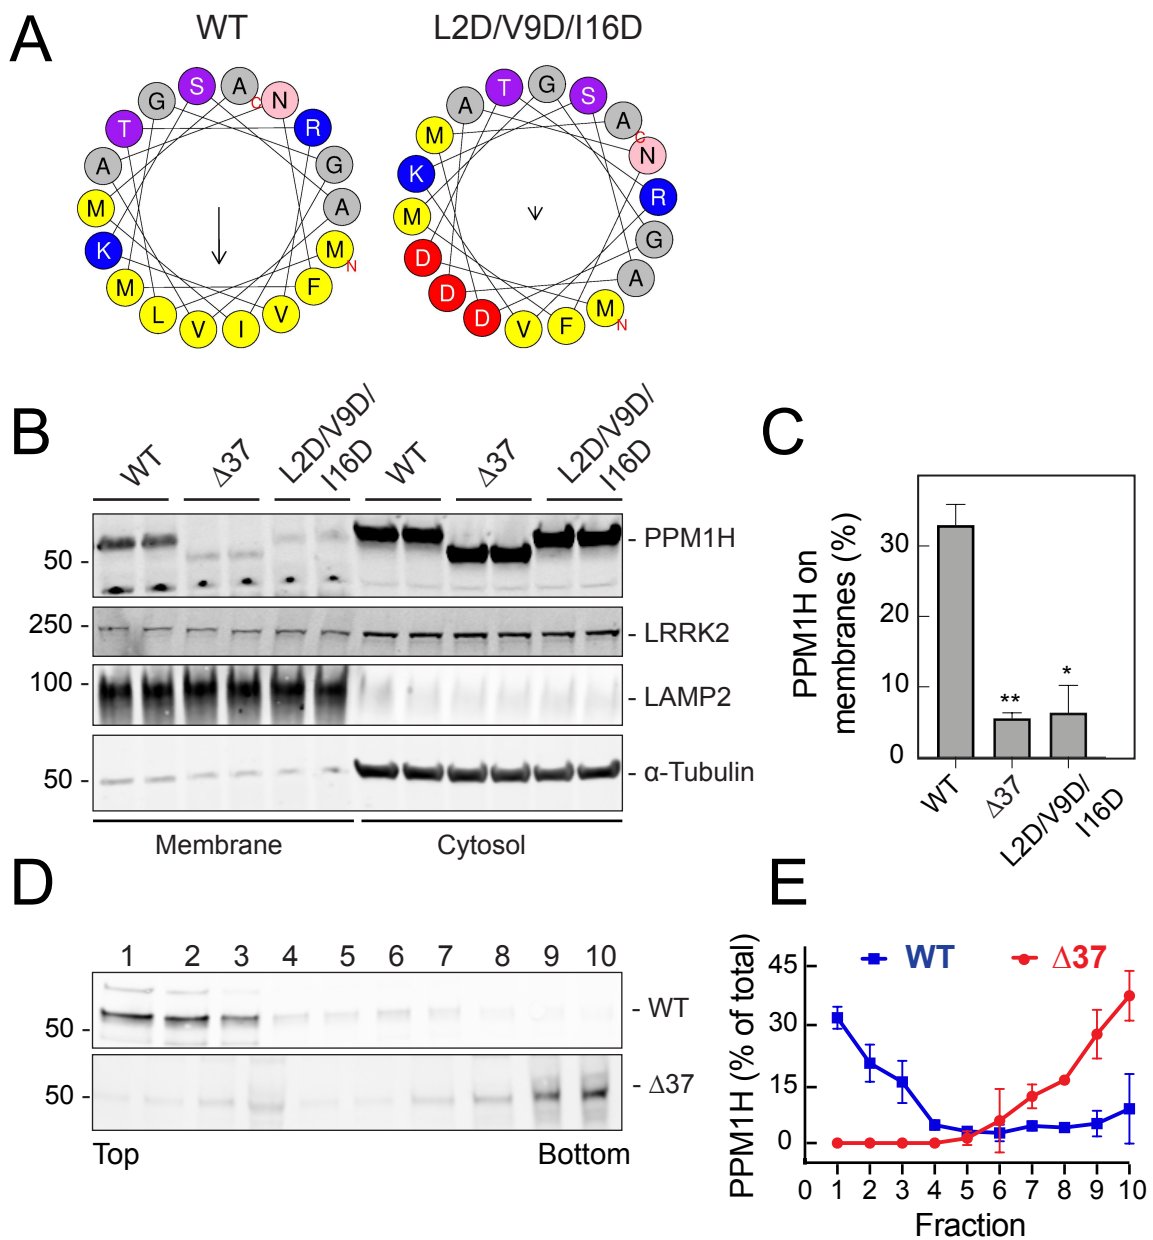 A
WT
L2D/V9D/I16D
S A N R G A M F V I V L M K M A T G
C
N
T G S A N R G A M F V D D D M K M A
C
N
B
WT
Δ37
L2D/V9D/
I16D
WT
Δ37
L2D/V9D/
I16D
50 -
- PPM1H
250 -
- LRRK2
100 -
- LAMP2
50 -
- α-Tubulin
Membrane
Cytosol
C
PPM1H on
membranes (%)
30
20
10
0
**
*
WT
Δ37
L2D/V9D/
I16D
D
1 2 3 4 5 6 7 8 9 10
50 -
- WT
50 -
- Δ37
Top
Bottom
E
PPM1H (% of total)
WT
Δ37
45
30
15
0
0 1 2 3 4 5 6 7 8 9 10
Fraction